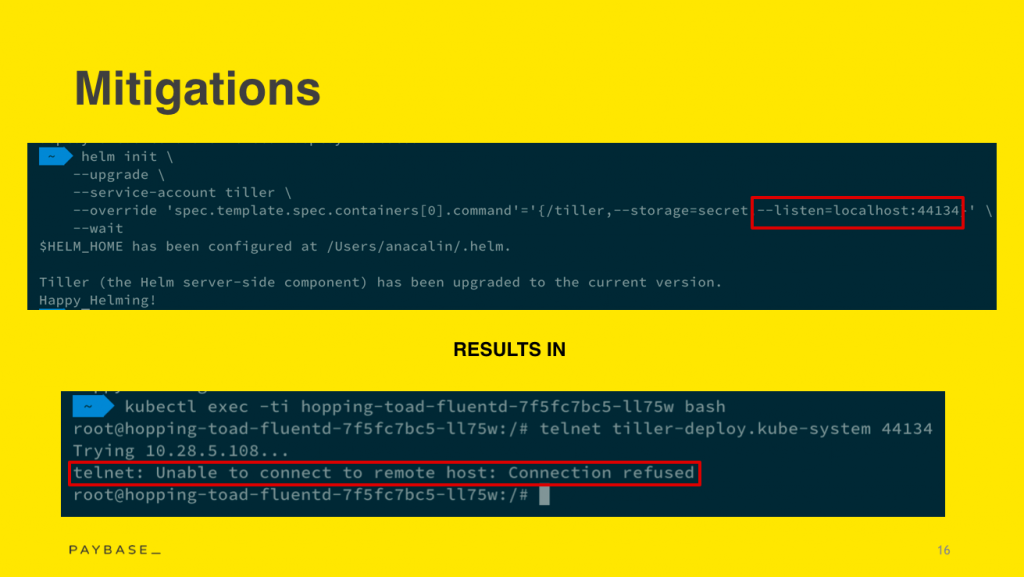 Mitigations
~ helm init \
--upgrade \
--service-account tiller \
--override 'spec.template.spec.containers[0].command'='{/tiller,--storage=secret,--listen=localhost:44134}' \
--wait
$HELM_HOME has been configured at /Users/anacalin/.helm.
Tiller (the Helm server-side component) has been upgraded to the current version.
Happy Helming!
RESULTS IN
~ kubectl exec -ti hopping-toad-fluentd-7f5fc7bc5-ll75w bash
root@hopping-toad-fluentd-7f5fc7bc5-ll75w:/# telnet tiller-deploy.kube-system 44134
Trying 10.28.5.108...
telnet: Unable to connect to remote host: Connection refused
root@hopping-toad-fluentd-7f5fc7bc5-ll75w:/#
PAYBASE_
16